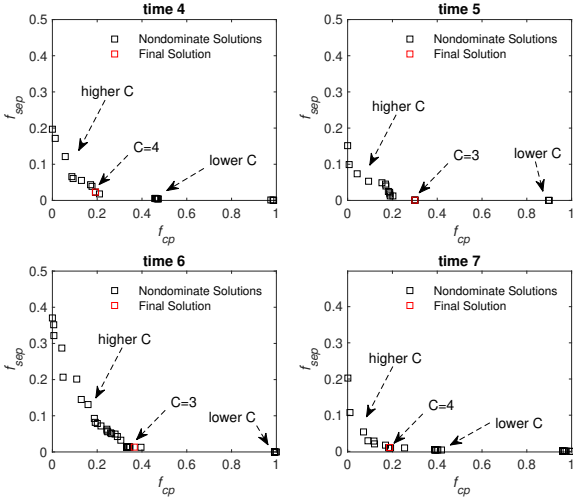 time 4
0.5
0.4
0.3
0.2
0.1
0
f_sep
Nondominate Solutions
Final Solution
higher C
C=4
lower C
0 0.2 0.4 0.6 0.8 1
f_cp
time 5
0.5
0.4
0.3
0.2
0.1
0
f_sep
Nondominate Solutions
Final Solution
higher C
C=3
lower C
0 0.2 0.4 0.6 0.8 1
f_cp
time 6
0.5
0.4
0.3
0.2
0.1
0
f_sep
Nondominate Solutions
Final Solution
higher C
C=3
lower C
0 0.2 0.4 0.6 0.8 1
f_cp
time 7
0.5
0.4
0.3
0.2
0.1
0
f_sep
Nondominate Solutions
Final Solution
higher C
C=4
lower C
0 0.2 0.4 0.6 0.8 1
f_cp